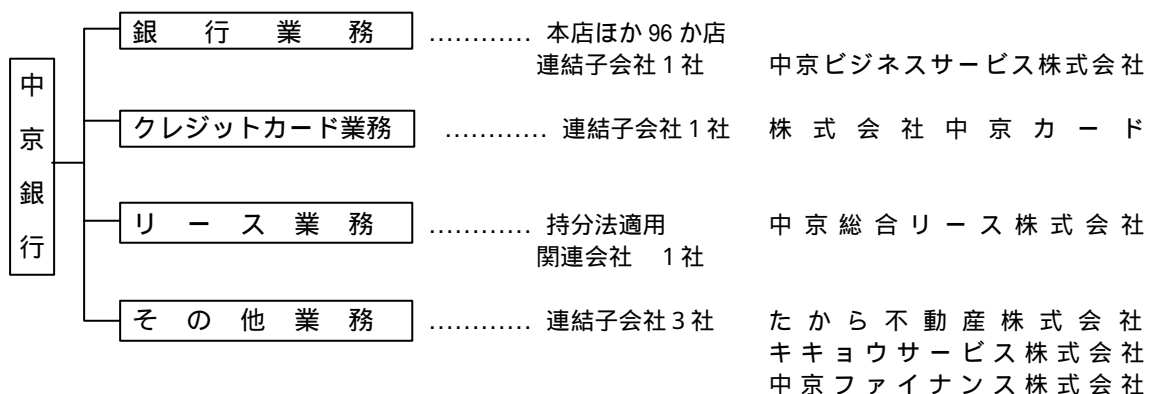 中京銀行
銀行業務 ………… 本店ほか 96 か店
連結子会社 1 社 中京ビジネスサービス株式会社
クレジットカード業務 ………… 連結子会社 1 社 株式会社中京カード
リース業務 ………… 持分法適用 中京総合リース株式会社
関連会社 1 社
その他業務 ………… 連結子会社 3 社 たから不動産株式会社
キキョウサービス株式会社
中京ファイナンス株式会社